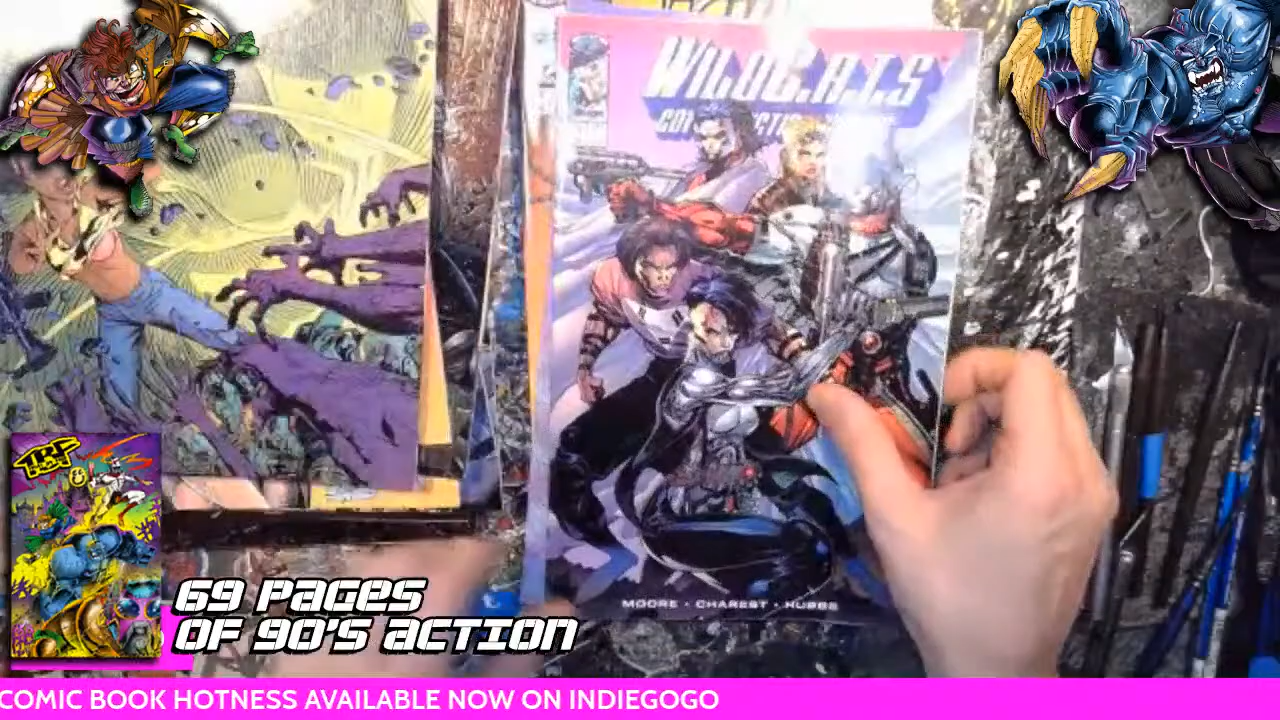 WILDC.A.T.S
MOORE • CHAREST • HUBBS
69 PAGES
OF 90'S ACTION
COMIC BOOK HOTNESS AVAILABLE NOW ON INDIEGOGO